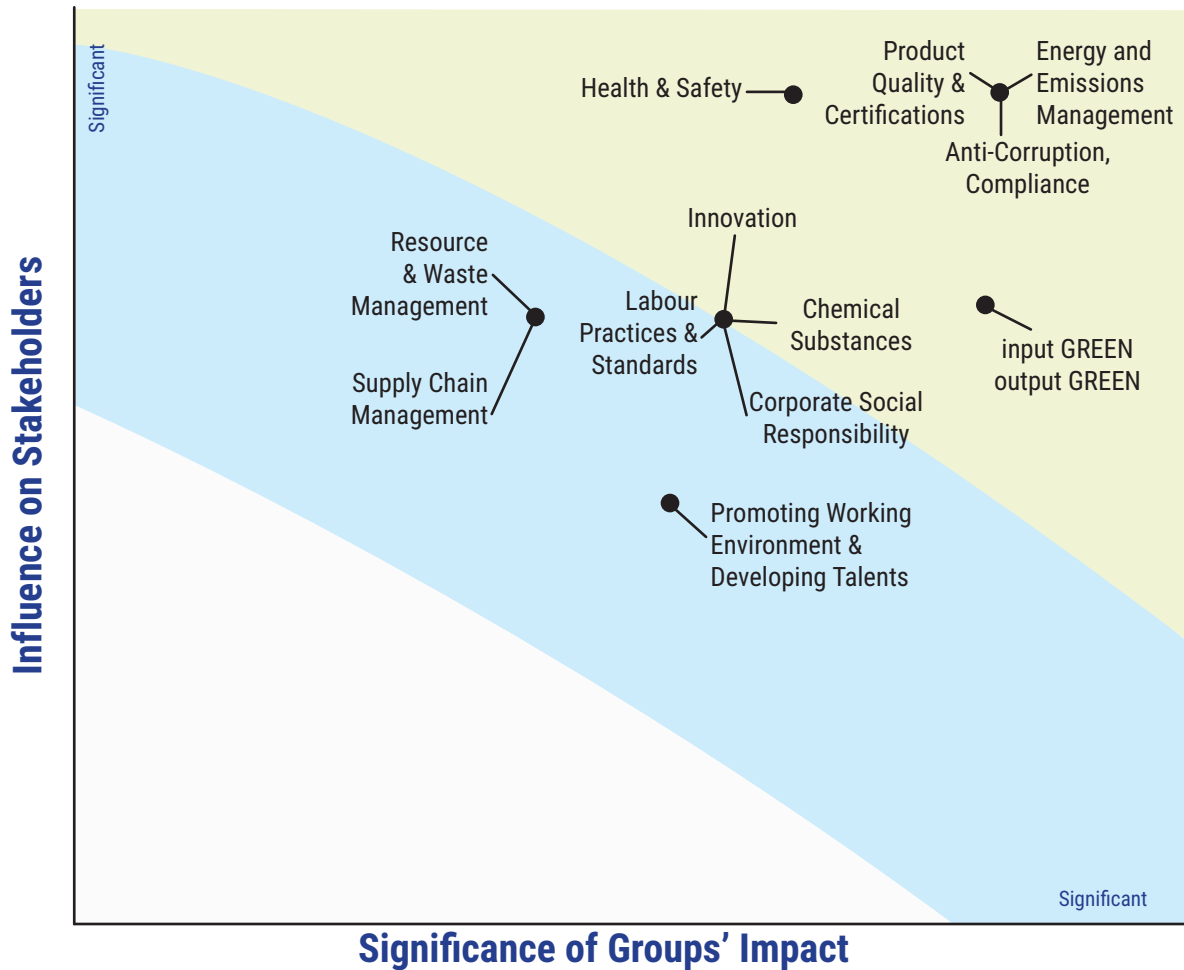 Significant
Influence on Stakeholders
Health & Safety
Product
Quality &
Certifications
Energy and
Emissions
Management
Anti-Corruption,
Compliance
Innovation
Resource
& Waste
Management
Labour
Practices &
Standards
Chemical
Substances
input GREEN
output GREEN
Supply Chain
Management
Corporate Social
Responsibility
Promoting Working
Environment &
Developing Talents
Significant
Significance of Groups’ Impact